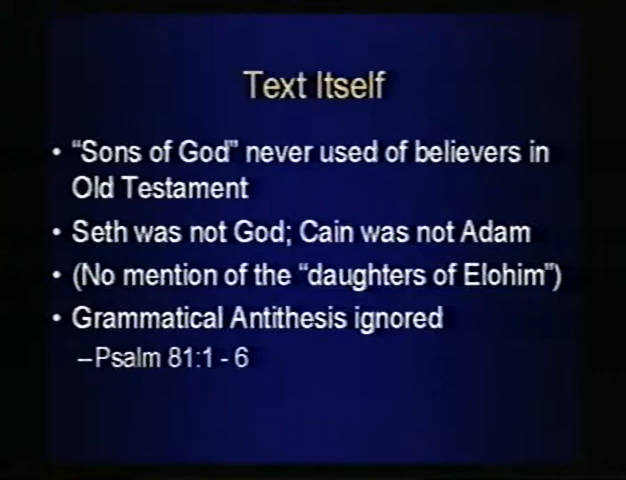 Text Itself
• “Sons of God” never used of believers in
Old Testament
• Seth was not God; Cain was not Adam
• (No mention of the “daughters of Elohim”)
• Grammatical Antithesis ignored
–Psalm 81:1 - 6